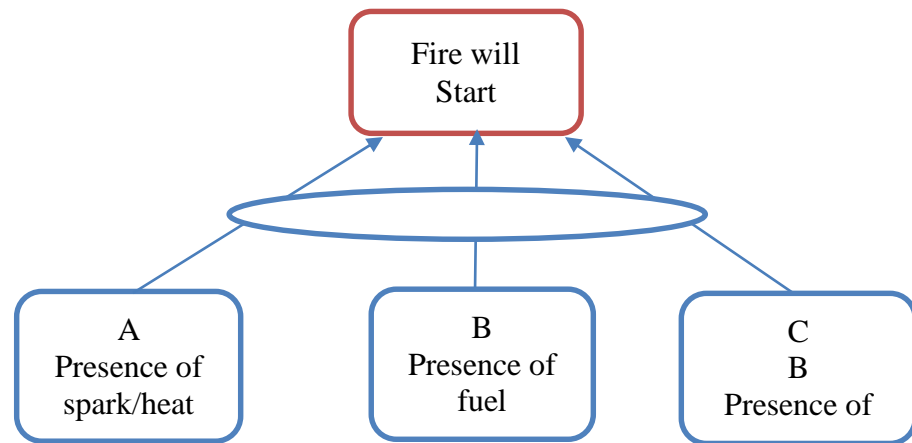 Fire will
Start
A
Presence of
spark/heat
B
Presence of
fuel
C
B
Presence of